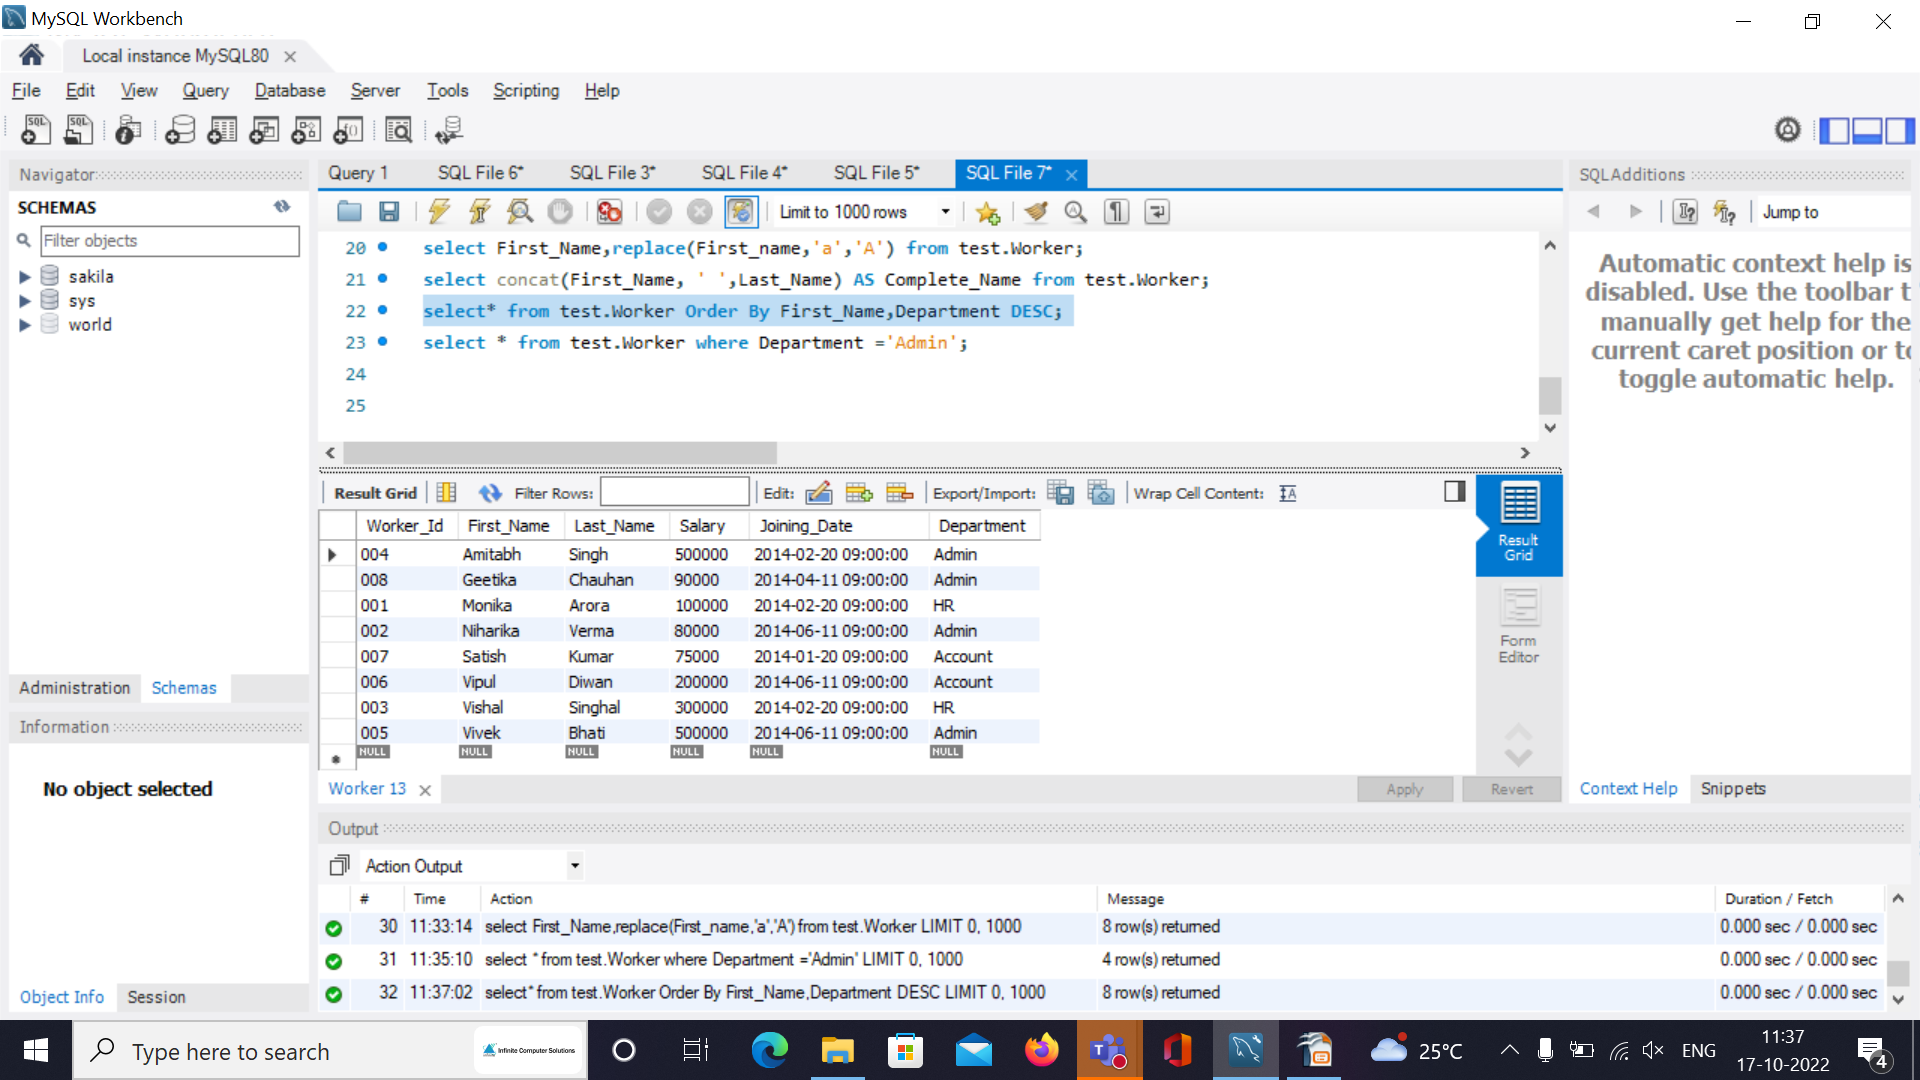 MySQL Workbench
Local instance MySQL80
File Edit View Query Database Server Tools Scripting Help
Navigator
SCHEMAS
Filter objects
sakila
sys
world
Administration Schemas
Information
No object selected
Object Info Session
Query 1 SQL File 6* SQL File 3* SQL File 4* SQL File 5* SQL File 7*
Limit to 1000 rows
20 select First_Name,replace(First_name,'a','A') from test.Worker;
21 select concat(First_Name, ' ',Last_Name) AS Complete_Name from test.Worker;
22 select* from test.Worker Order By First_Name,Department DESC;
23 select * from test.Worker where Department ='Admin';
24
25
Result Grid Filter Rows: Edit: Export/Import: Wrap Cell Content:
Worker_Id First_Name Last_Name Salary Joining_Date Department
004 Amitabh Singh 500000 2014-02-20 09:00:00 Admin
008 Geetika Chauhan 90000 2014-04-11 09:00:00 Admin
001 Monika Arora 100000 2014-02-20 09:00:00 HR
002 Niharika Verma 80000 2014-06-11 09:00:00 Admin
007 Satish Kumar 75000 2014-01-20 09:00:00 Account
006 Vipul Diwan 200000 2014-06-11 09:00:00 Account
003 Vishal Singhal 300000 2014-02-20 09:00:00 HR
005 Vivek Bhati 500000 2014-06-11 09:00:00 Admin
NULL NULL NULL NULL NULL NULL
Result
Grid
Form
Editor
Worker 13
Apply Revert
SQLAdditions
Jump to
Automatic context help is
disabled. Use the toolbar t
manually get help for the
current caret position or to
toggle automatic help.
Context Help Snippets
Output
Action Output
# Time Action Message Duration / Fetch
30 11:33:14 select First_Name,replace(First_name,'a','A') from test.Worker LIMIT 0, 1000 8 row(s) returned 0.000 sec / 0.000 sec
31 11:35:10 select * from test.Worker where Department ='Admin' LIMIT 0, 1000 4 row(s) returned 0.000 sec / 0.000 sec
32 11:37:02 select* from test.Worker Order By First_Name,Department DESC LIMIT 0, 1000 8 row(s) returned 0.000 sec / 0.000 sec
Type here to search
Infinite Computer Solutions
25°C
ENG
11:37
17-10-2022
4